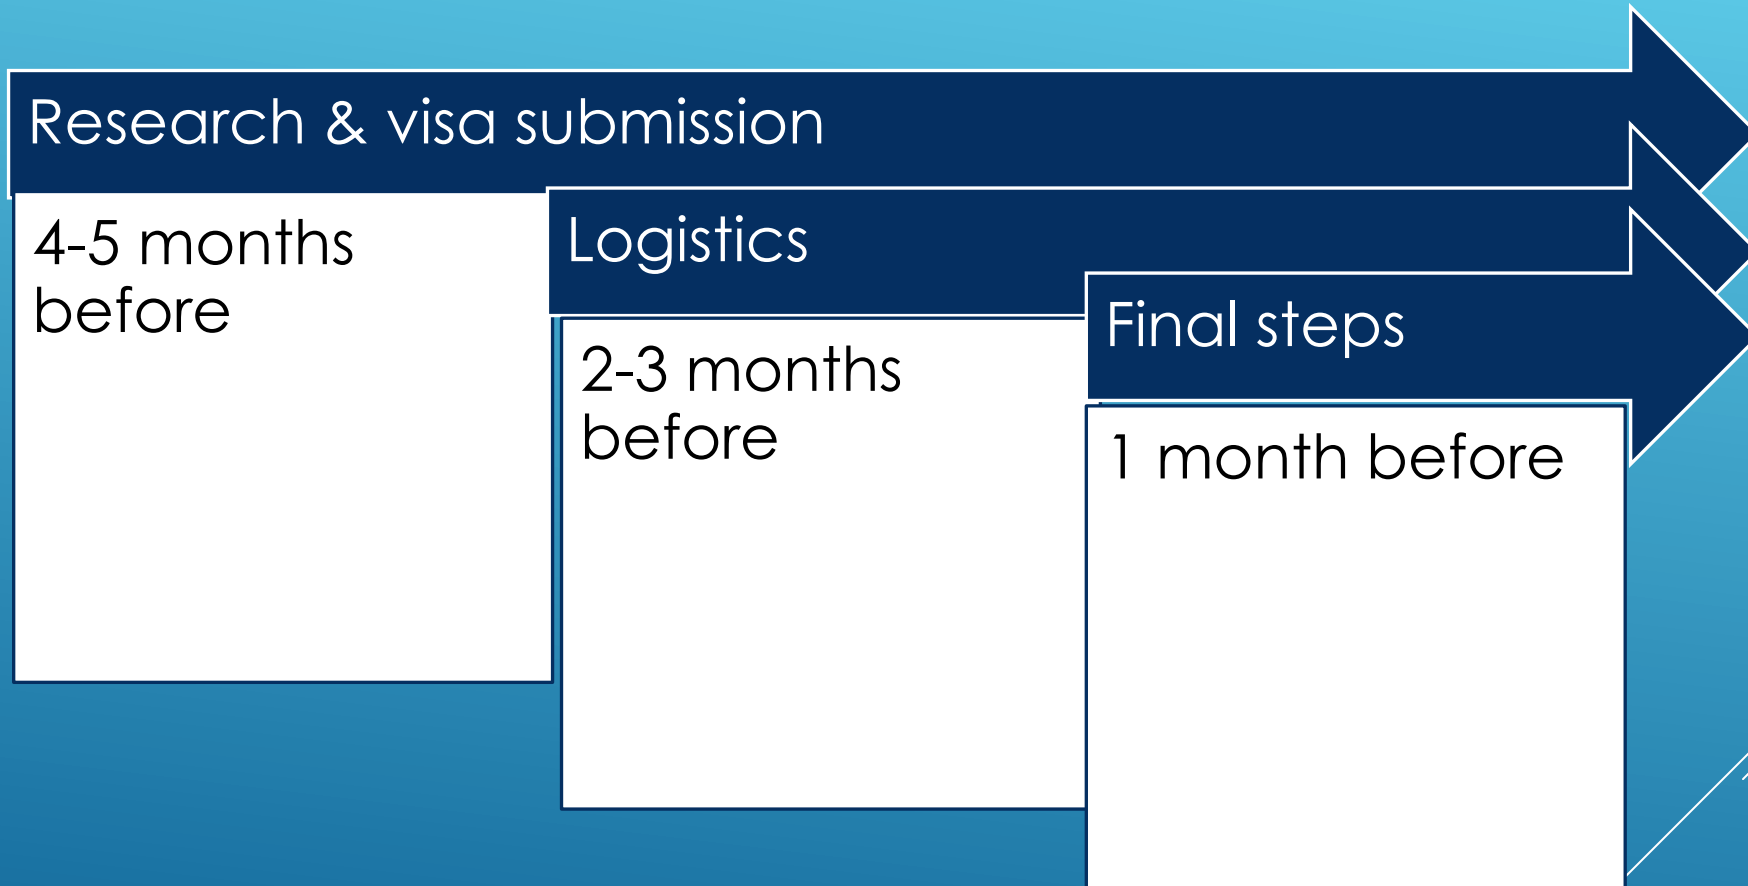 Research & visa submission
4-5 months
before
Logistics
2-3 months
before
Final steps
1 month before